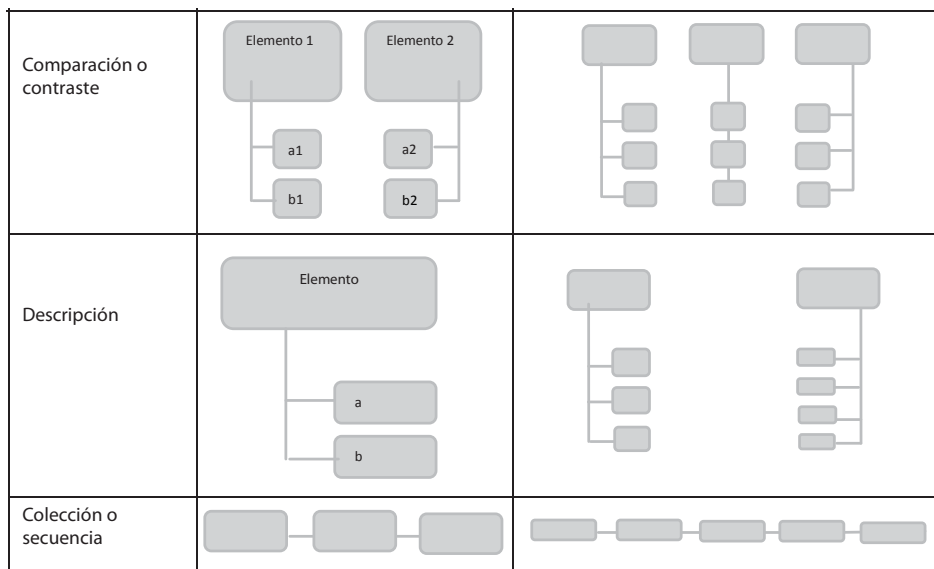 Comparación o
contraste
Elemento 1
Elemento 2
a1
a2
b1
b2
Descripción
Elemento
a
b
Colección o
secuencia